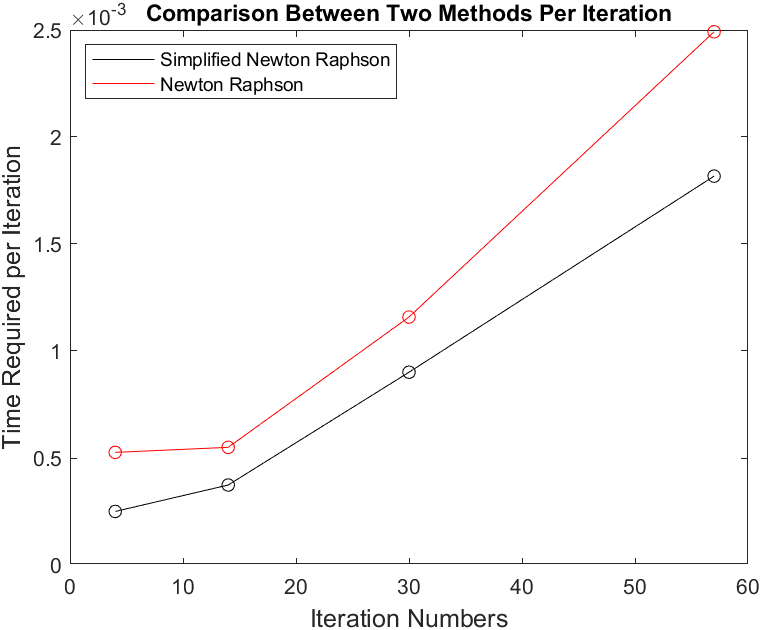 ×10⁻³
Comparison Between Two Methods Per Iteration
Simplified Newton Raphson
Newton Raphson
Time Required per Iteration
2.5
2
1.5
1
0.5
0
0 10 20 30 40 50 60
Iteration Numbers